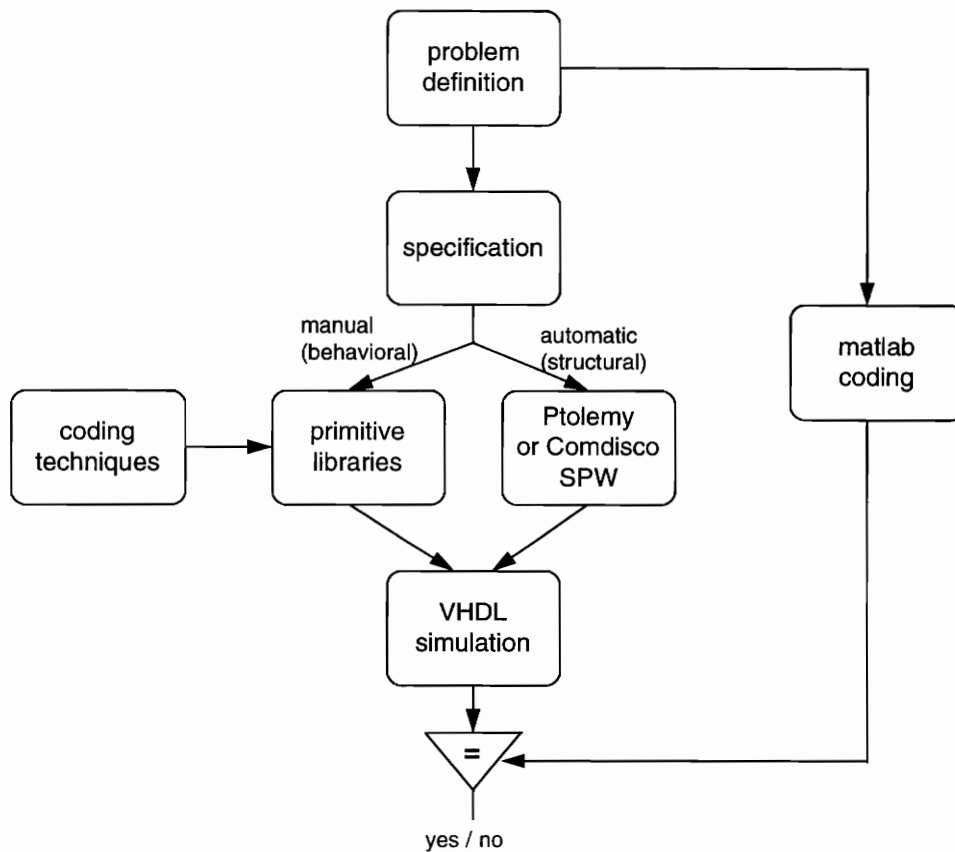 problem
definition
specification
manual
(behavioral)
automatic
(structural)
matlab
coding
coding
techniques
primitive
libraries
Ptolemy
or Comdisco
SPW
VHDL
simulation
=
yes / no